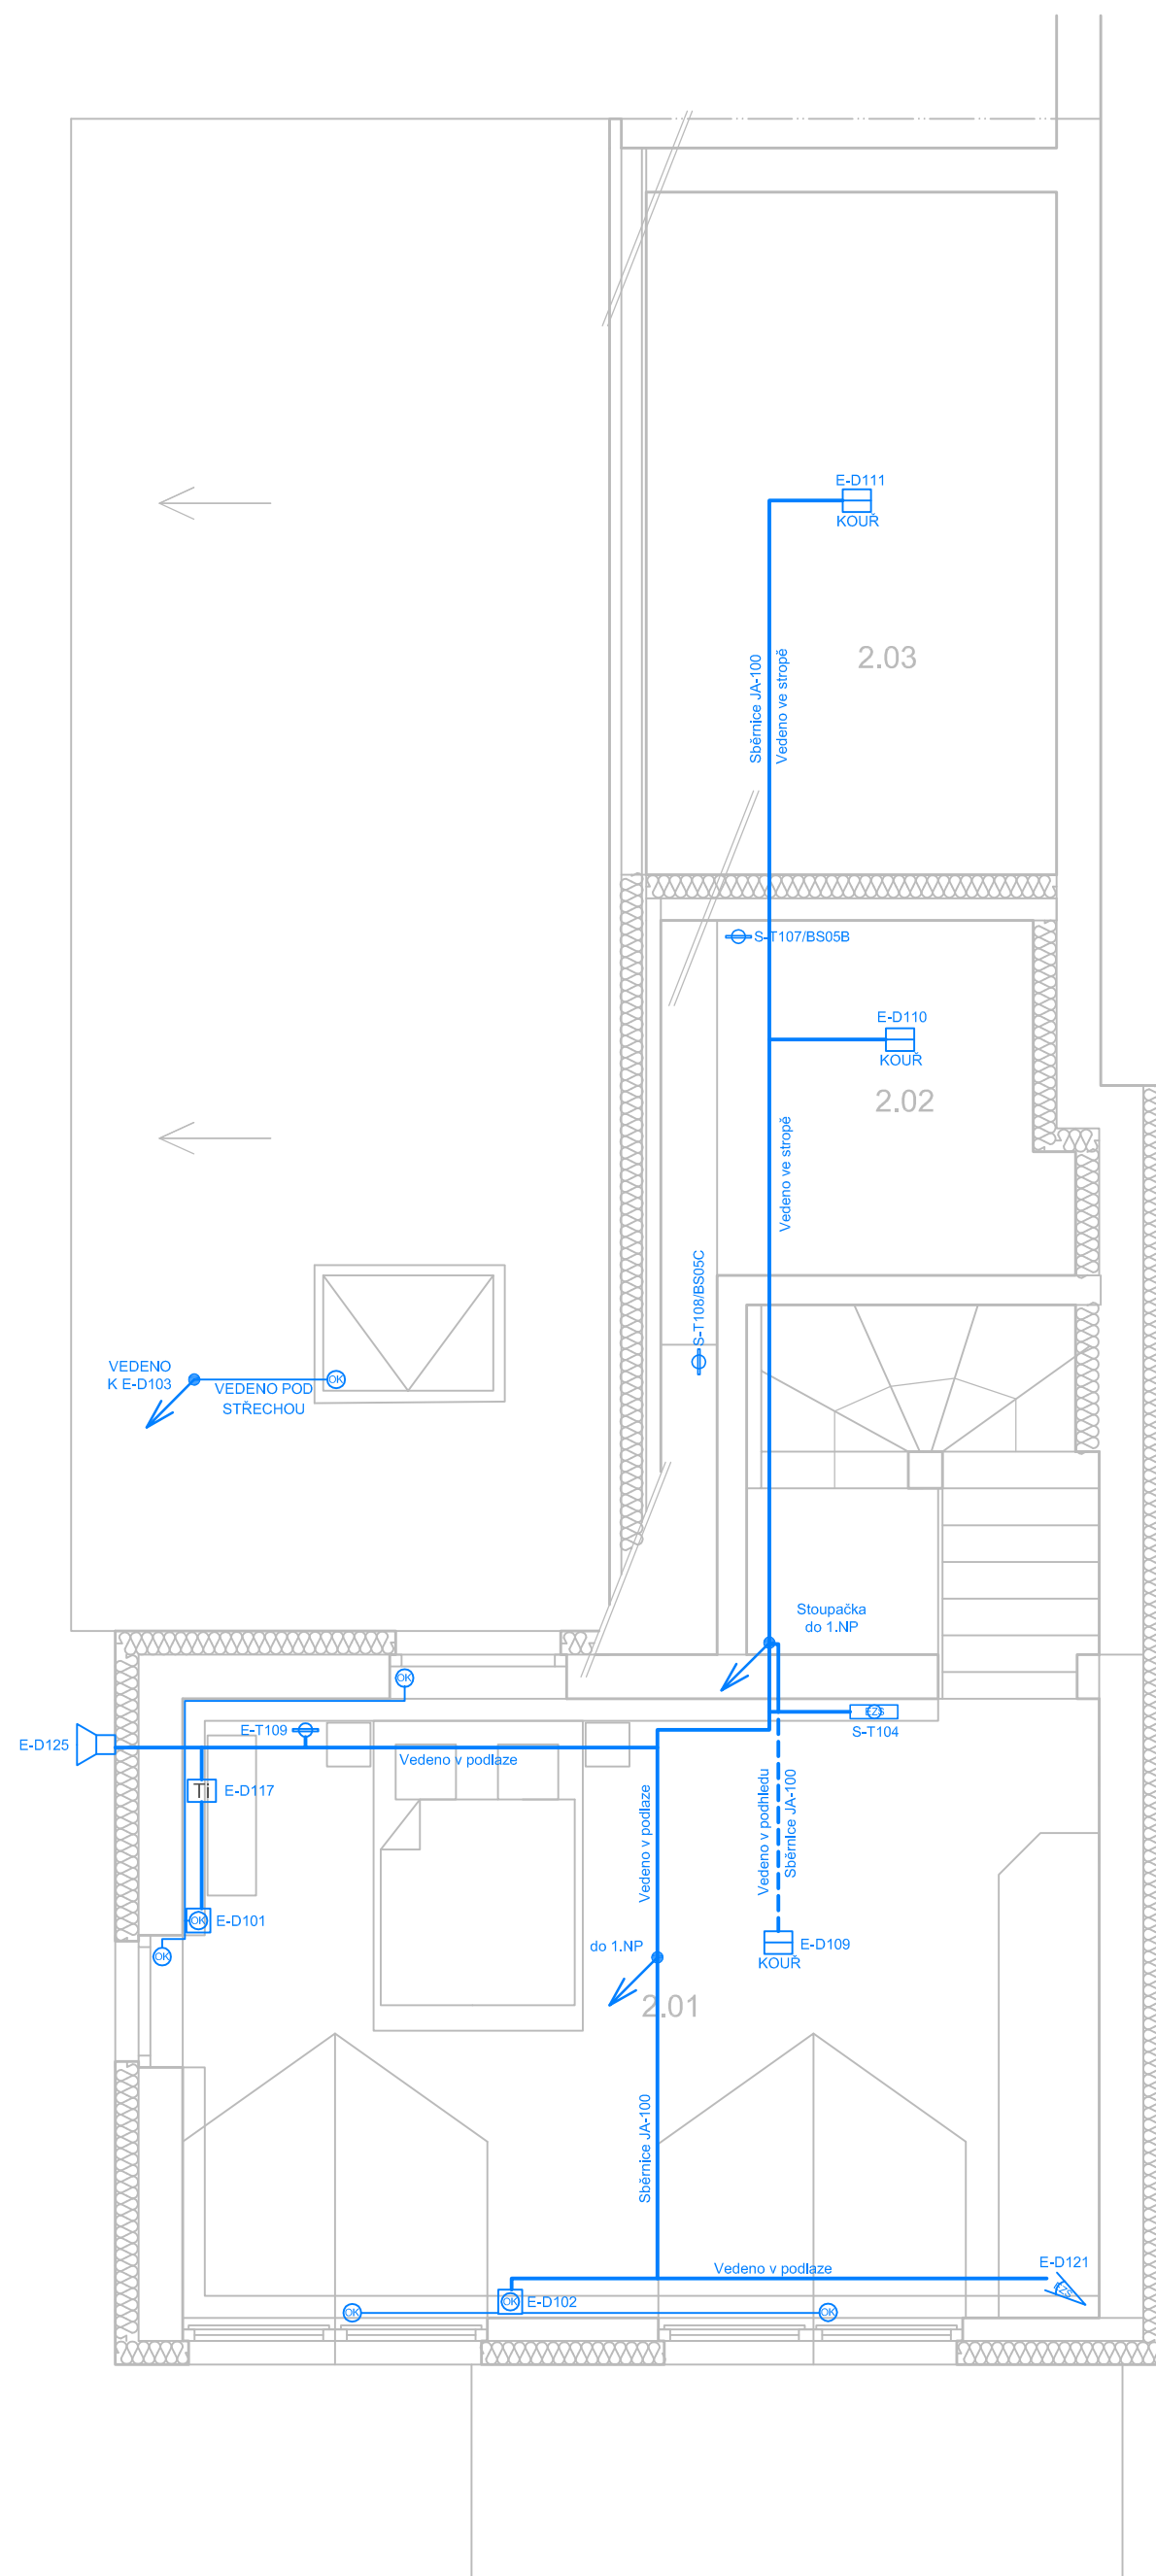 E-D111
KOUŘ
2.03
Sběrnice JA-100
Vedeno ve stropě
S-T107/BS05B
E-D110
KOUŘ
2.02
Vedeno ve stropě
S-T108/BS05C
VEDENO
K E-D103
VEDENO POD
STŘECHOU
OK
Stoupačka
do 1.NP
OK
EZS
S-T104
E-T109
E-D125
Vedeno v podlaze
Ti
E-D117
Vedeno v podlaze
Vedeno v podhledu
Sběrnice JA-100
OK
E-D101
OK
do 1.NP
E-D109
KOUŘ
2.01
Sběrnice JA-100
Vedeno v podlaze
E-D121
EZS
OK
E-D102
OK
OK